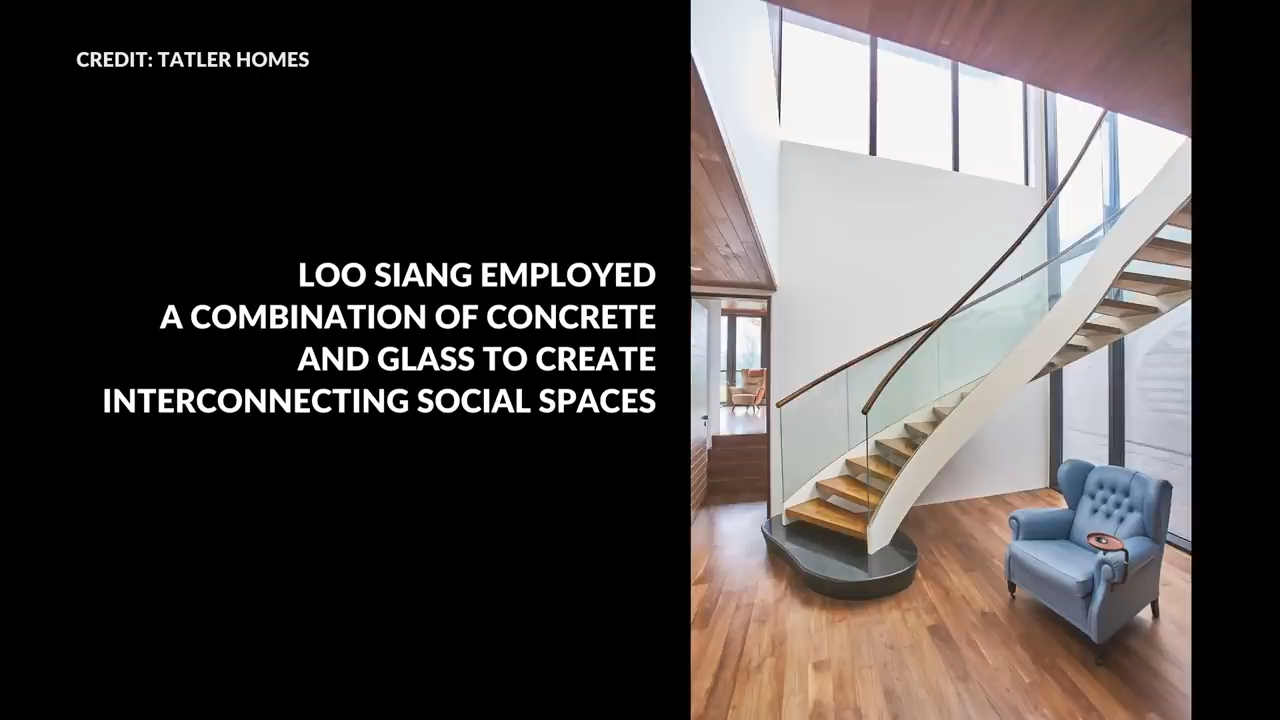 CREDIT: TATLER HOMES
LOO SIANG EMPLOYED
A COMBINATION OF CONCRETE
AND GLASS TO CREATE
INTERCONNECTING SOCIAL SPACES